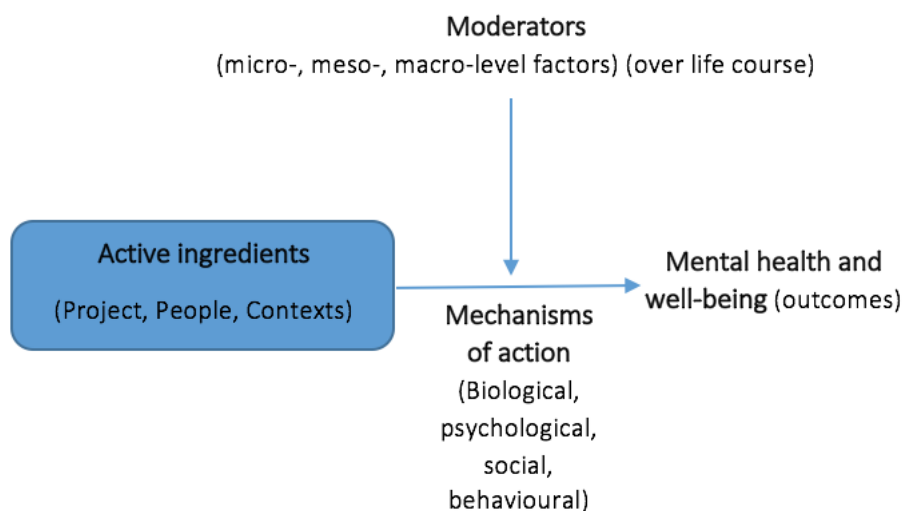 Moderators
(micro-, meso-, macro-level factors) (over life course)
Active ingredients
(Project, People, Contexts)
Mechanisms
of action
(Biological,
psychological,
social,
behavioural)
Mental health and
well-being (outcomes)